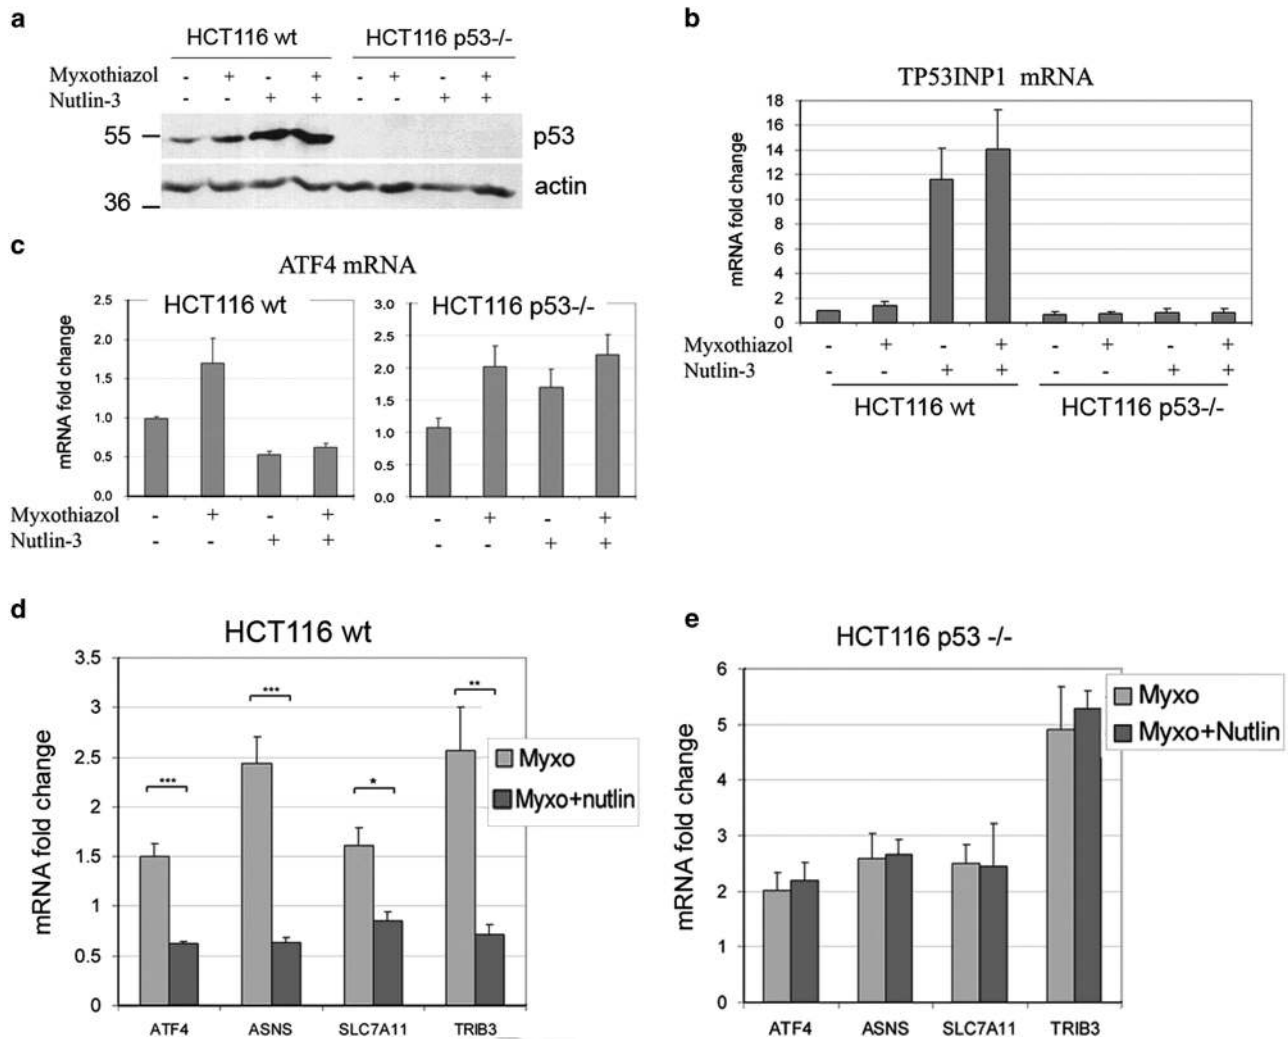 a
HCT116 wt HCT116 p53-/-
Myxothiazol - + - + - + - +
Nutlin-3 - - + + - - + +
55 p53
actin
36
b
TP53INP1 mRNA
mRNA fold change
18
16
14
12
10
8
6
4
2
0
Myxothiazol - + - + - + - +
Nutlin-3 - - + + - - + +
HCT116 wt HCT116 p53-/-
c
ATF4 mRNA
HCT116 wt
mRNA fold change
2.5
2.0
1.5
1.0
0.5
0.0
HCT116 p53-/-
3.0
2.5
2.0
1.5
1.0
0.5
0.0
Myxothiazol - + - + - + - +
Nutlin-3 - - + + - - + +
d
HCT116 wt
mRNA fold change
3.5
3
2.5
2
1.5
1
0.5
0
***
***
*
**
Myxo
Myxo+nutlin
ATF4 ASNS SLC7A11 TRIB3
e
HCT116 p53 -/-
mRNA fold change
6
5
4
3
2
1
0
Myxo
Myxo+Nutlin
ATF4 ASNS SLC7A11 TRIB3